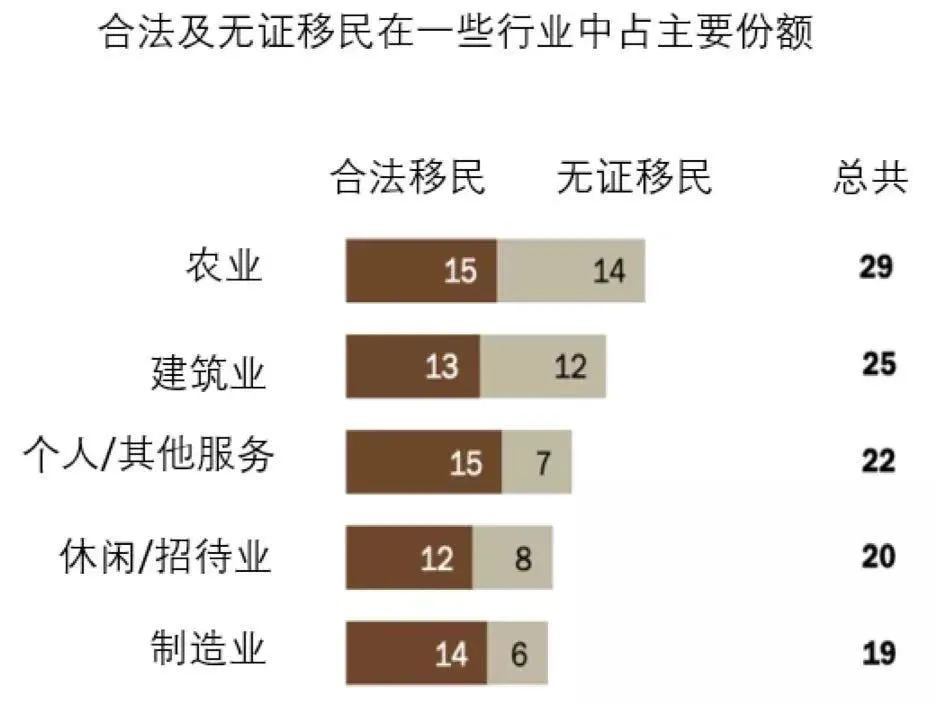 合法及无证移民在一些行业中占主要份额
合法移民 无证移民 总共
农业 15 14 29
建筑业 13 12 25
个人/其他服务 15 7 22
休闲/招待业 12 8 20
制造业 14 6 19